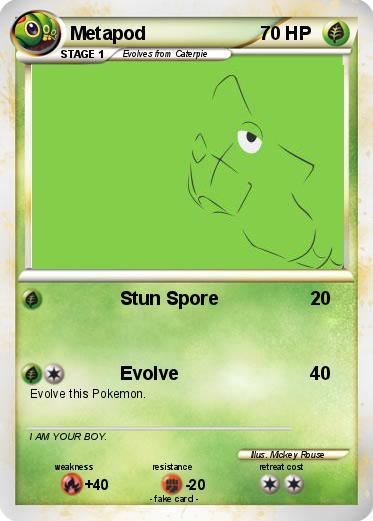 Metapod 70 HP
STAGE 1 Evolves from Caterpie
Stun Spore 20
Evolve 40
Evolve this Pokemon.
I AM YOUR BOY.
Illus. Mickey Rouse
weakness resistance retreat cost
+40 -20
- fake card -